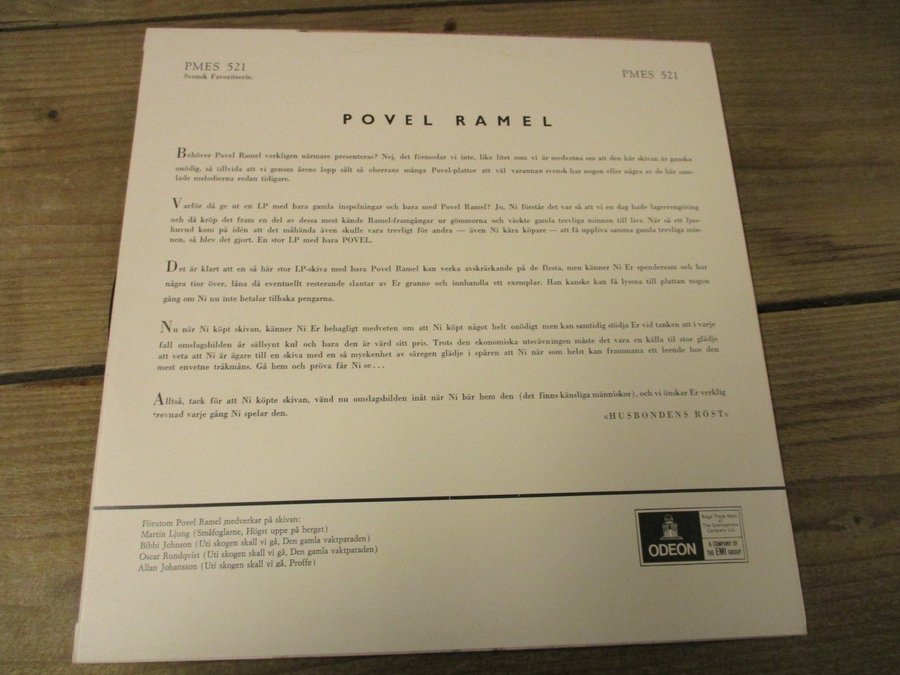 PMES 521
Svensk Favoritserie.
PMES 521
POVEL RAMEL
Behöver Povel Ramel verkligen närmare presenteras? Nej, det förmodar vi inte, like litet som vi är medvetna om att den här skivan är ganska
onödig, så tillvida att vi genom årens lopp sålt så oherrans många Povel-plattor att väl varannan svensk har nogon eller några av de här sam-
lade melodierna redan tidigare.
Varför då ge ut en LP med bara gamla inspelningar och bara med Povel Ramel? Jo, Ni förstår det var så att vi en dag hade lagerrengöring
och då kröp det fram en del av dessa mest kände Ramel-framgångar ur gömmorna och väckte gamla trevliga minnen till livs. När så ett ljus-
huvud kom på idén att det måhända även skulle vara trevligt för andra — även Ni kära köpare — att få uppliva samma gamla trevliga min-
nen, så blev det gjort. En stor LP med bara POVEL.
Det är klart att en så här stor LP-skiva med bara Povel Ramel kan verka avskräckande på de flesta, men känner Ni Er spendersam och har
några tior över, låna då eventuellt resterande slantar av Er granne och innhandla ett exemplar. Han kanske kan få lyssna till plattan nogon
gång om Ni nu inte betalar tilbaka pengarna.
Nu när Ni köpt skivan, känner Ni Er behagligt medveten om att Ni köpt något helt onödigt men kan samtidig stödja Er vid tanken att i varje
fall omslagsbilden är sällsynt kul och bara den är värd sitt pris. Trots den ekonomiska utsvävningen måste det vara en källa til stor glädje
att veta att Ni är ägare till en skiva med en så myckenhet av säregen glädje i spåren att Ni när som helst kan frammana ett leende hos den
mest envetne tråkmåns. Gå hem och pröva får Ni se...
Alltså, tack för att Ni köpte skivan, vänd nu omslagsbilden inåt när Ni bär hem den (det finns känsliga människor), och vi önskar Er verklig
trevnad varje gång Ni spelar den.
«HUSBONDENS RÖST»
Förutom Povel Ramel medverkar på skivan:
Martin Ljung (Småfoglarne, Högst uppe på berget)
Bibbi Johnson (Uti skogen skall vi gå, Den gamla vaktparaden)
Oscar Rundqvist (Uti skogen skall vi gå, Den gamla vaktparaden)
Allan Johansson (Uti skogen skall vi gå, Proffe)
ODEON
Regd. Trade Mark
of
The Gramophone
Company Ltd.
A COMPANY OF
THE EMI GROUP